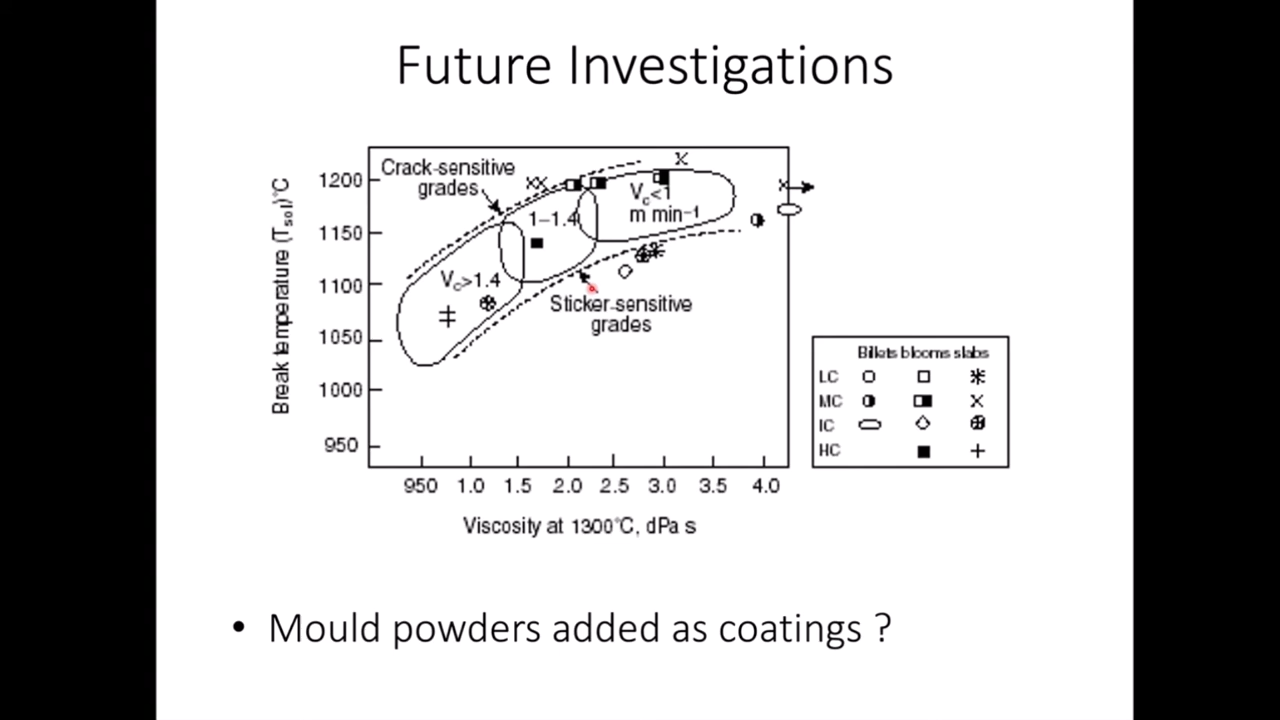 Future Investigations
Crack-sensitive
grades
1200
1150
1100
1050
1000
950
Break temperature (Tsol)°C
Vc<1
m min⁻¹
1–1.4
Vc>1.4
Sticker-sensitive
grades
950 1.0 1.5 2.0 2.5 3.0 3.5 4.0
Viscosity at 1300°C, dPa s
Billets blooms slabs
LC
MC
IC
HC
• Mould powders added as coatings ?